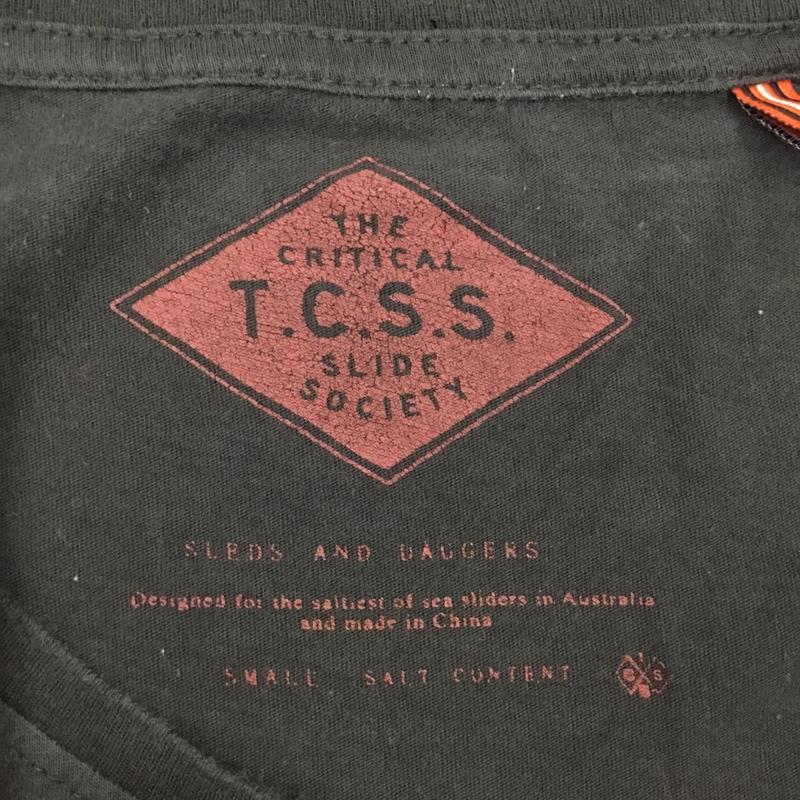 THE
CRITICAL
T.C.S.S.
SLIDE
SOCIETY
SLEDS AND DAGGERS
Designed for the saltiest of sea sliders in Australia
and made in China
SMALL SALT CONTENT
C S